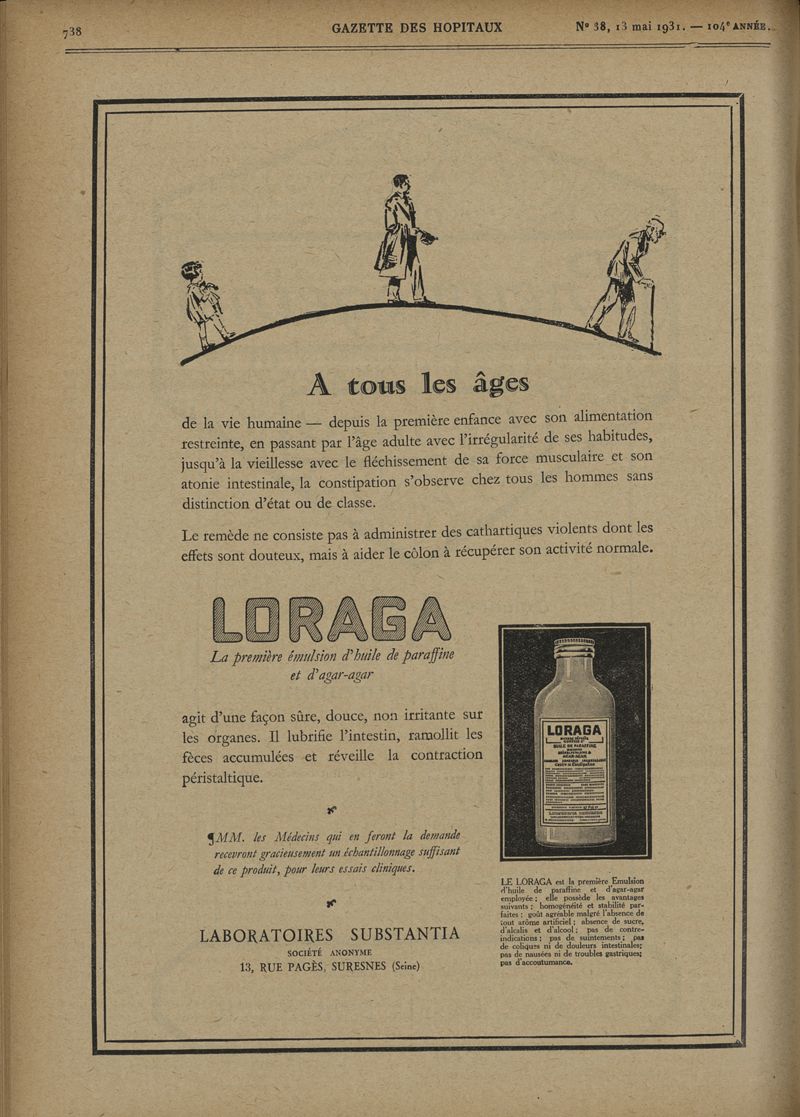 738
GAZETTE DES HOPITAUX
Nº 38, 13 mai 1931. — 104e ANNÉE.
A tous les âges
de la vie humaine — depuis la première enfance avec son alimentation
restreinte, en passant par l'âge adulte avec l'irrégularité de ses habitudes,
jusqu'à la vieillesse avec le fléchissement de sa force musculaire et son
atonie intestinale, la constipation s'observe chez tous les hommes sans
distinction d'état ou de classe.
Le remède ne consiste pas à administrer des cathartiques violents dont les
effets sont douteux, mais à aider le côlon à récupérer son activité normale.
LORAGA
La première émulsion d'huile de paraffine
et d'agar-agar
agit d'une façon sûre, douce, non irritante sur
les organes. Il lubrifie l'intestin, ramollit les
fèces accumulées et réveille la contraction
péristaltique.
¶MM. les Médecins qui en feront la demande
recevront gracieusement un échantillonnage suffisant
de ce produit, pour leurs essais cliniques.
LABORATOIRES SUBSTANTIA
SOCIÉTÉ ANONYME
13, RUE PAGÈS, SURESNES (Seine)
LORAGA
HUILE DE PARAFFINE
AGAR-AGAR
Contre la Constipation
LE LORAGA est la première Emulsion
d'huile de paraffine et d'agar-agar
employée ; elle possède les avantages
suivants : homogénéité et stabilité par-
faites ; goût agréable malgré l'absence de
tout arôme artificiel ; absence de sucre,
d'alcalis et d'alcool ; pas de contre-
indications ; pas de suintements ; pas
de coliques ni de douleurs intestinales;
pas de nausées ni de troubles gastriques;
pas d'accoutumance.